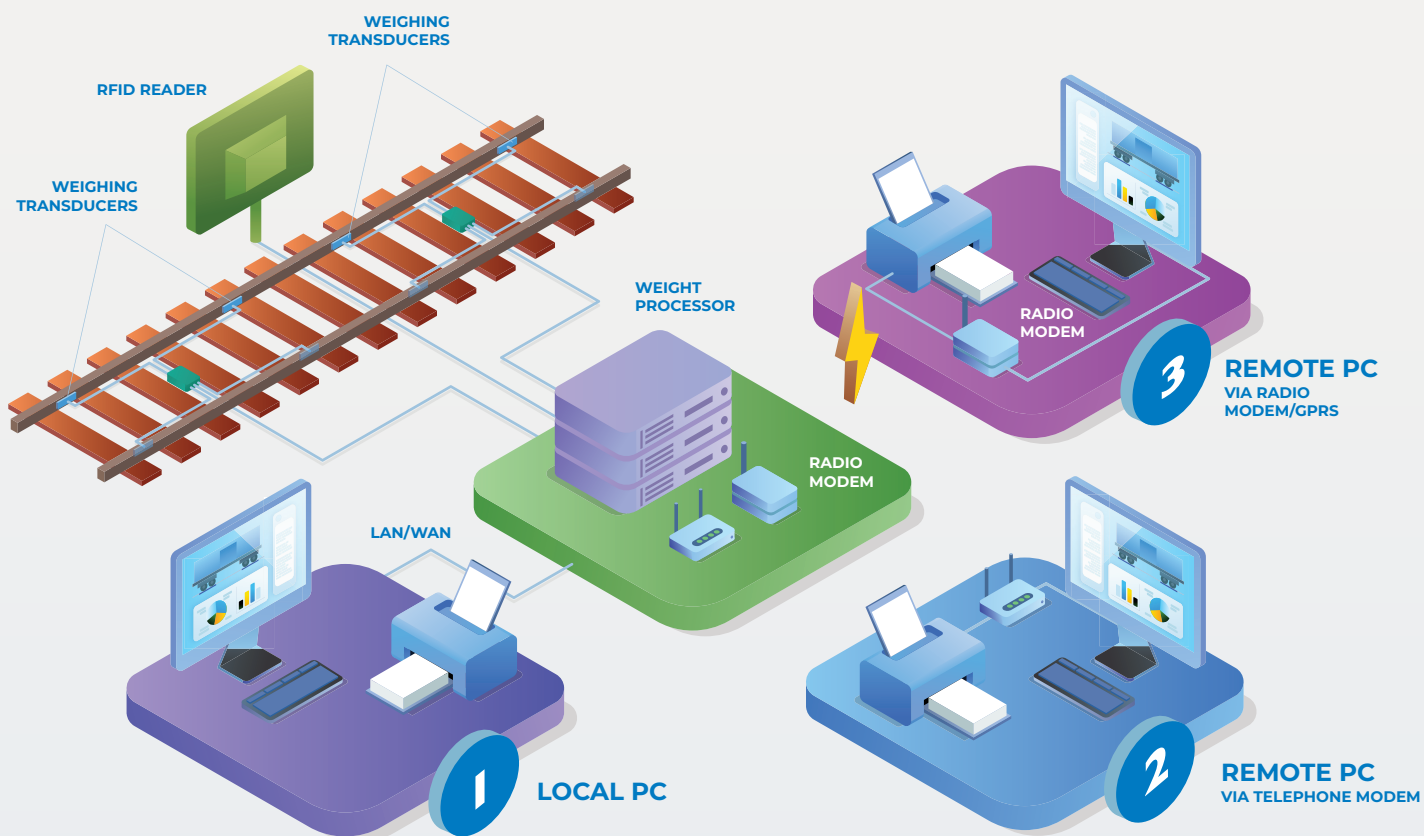 WEIGHING
TRANSDUCERS
RFID READER
WEIGHING
TRANSDUCERS
WEIGHT
PROCESSOR
RADIO
MODEM
3
REMOTE PC
VIA RADIO
MODEM/GPRS
RADIO
MODEM
LAN/WAN
1
LOCAL PC
2
REMOTE PC
VIA TELEPHONE MODEM